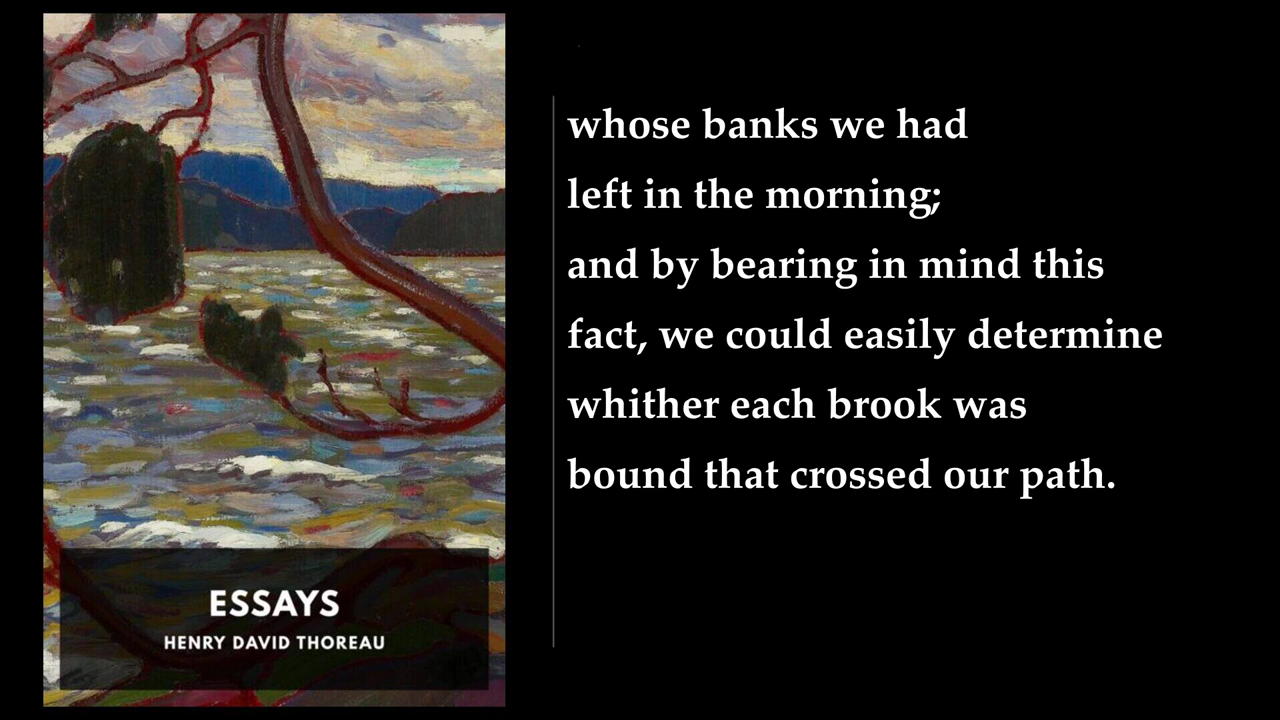 whose banks we had
left in the morning;
and by bearing in mind this
fact, we could easily determine
whither each brook was
bound that crossed our path.
ESSAYS
HENRY DAVID THOREAU